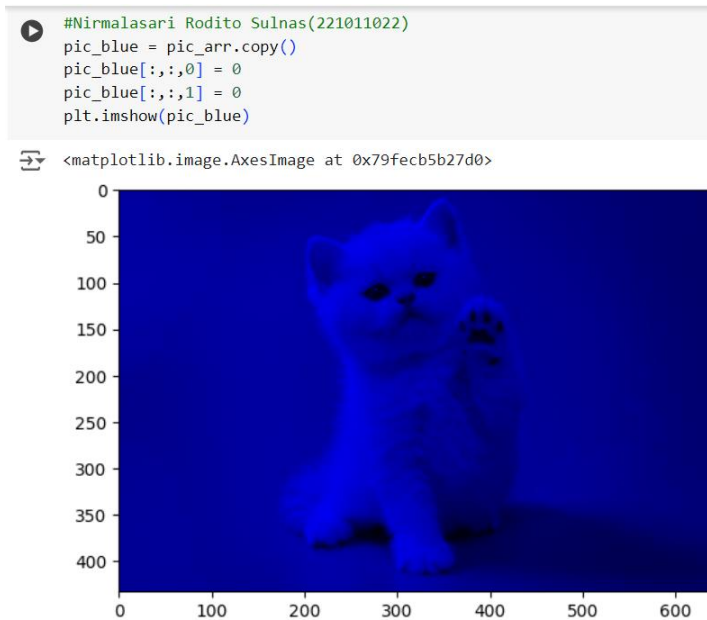 #Nirmalasari Rodito Sulnas(221011022)
pic_blue = pic_arr.copy()
pic_blue[:,:,0] = 0
pic_blue[:,:,1] = 0
plt.imshow(pic_blue)
<matplotlib.image.AxesImage at 0x79fecb5b27d0>
0
50
100
150
200
250
300
350
400
0 100 200 300 400 500 600